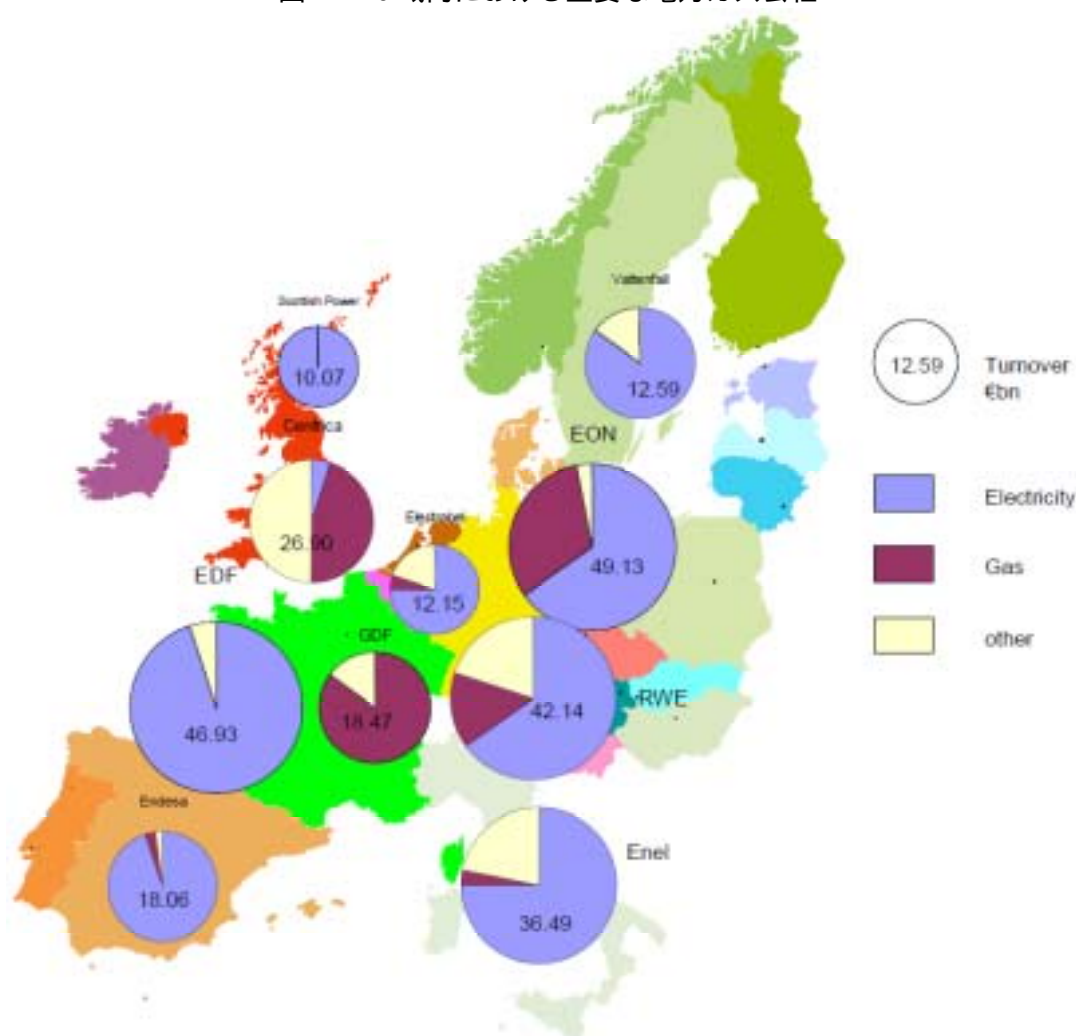 Scottish Power
10.07
Vattenfall
12.59
12.59
Turnover
€bn
Centrica
EON
Electricity
Electrabel
26.90
EDF
49.13
Gas
12.15
GDF
other
46.93
18.47
42.14
RWE
Endesa
18.06
Enel
36.49